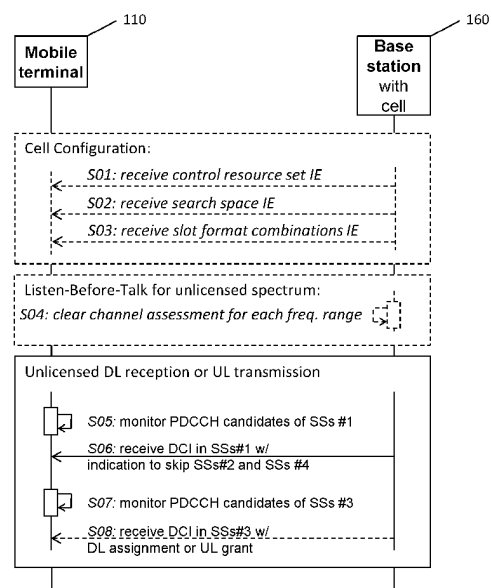 110
160
Mobile
terminal
Base
station
with
cell
Cell Configuration:
S01: receive control resource set IE
S02: receive search space IE
S03: receive slot format combinations IE
Listen-Before-Talk for unlicensed spectrum:
S04: clear channel assessment for each freq. range
Unlicensed DL reception or UL transmission
S05: monitor PDCCH candidates of SSs #1
S06: receive DCI in SSs#1 w/
indication to skip SSs#2 and SSs #4
S07: monitor PDCCH candidates of SSs #3
S08: receive DCI in SSs#3 w/
DL assignment or UL grant